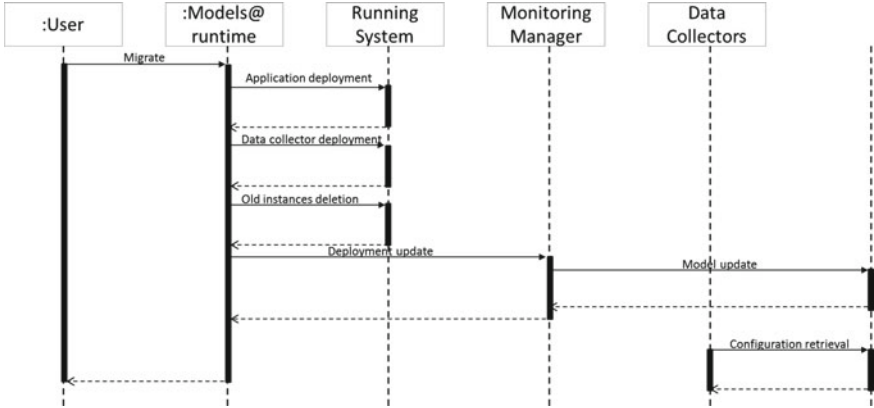 :User
:Models@
runtime
Running
System
Monitoring
Manager
Data
Collectors
Migrate
Application deployment
Data collector deployment
Old instances deletion
Deployment update
Model update
Configuration retrieval